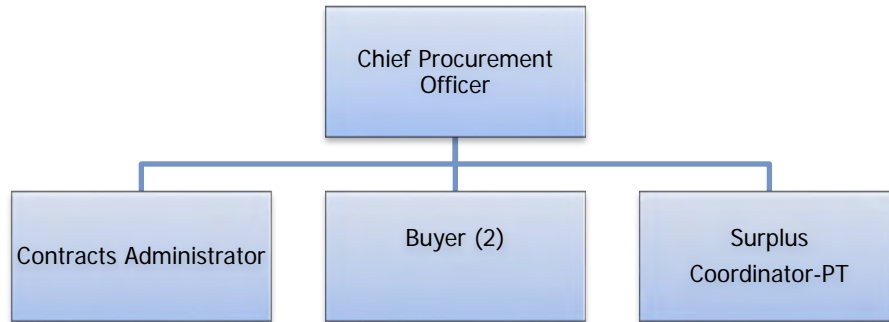 Chief Procurement
Officer
Contracts Administrator
Buyer (2)
Surplus
Coordinator-PT